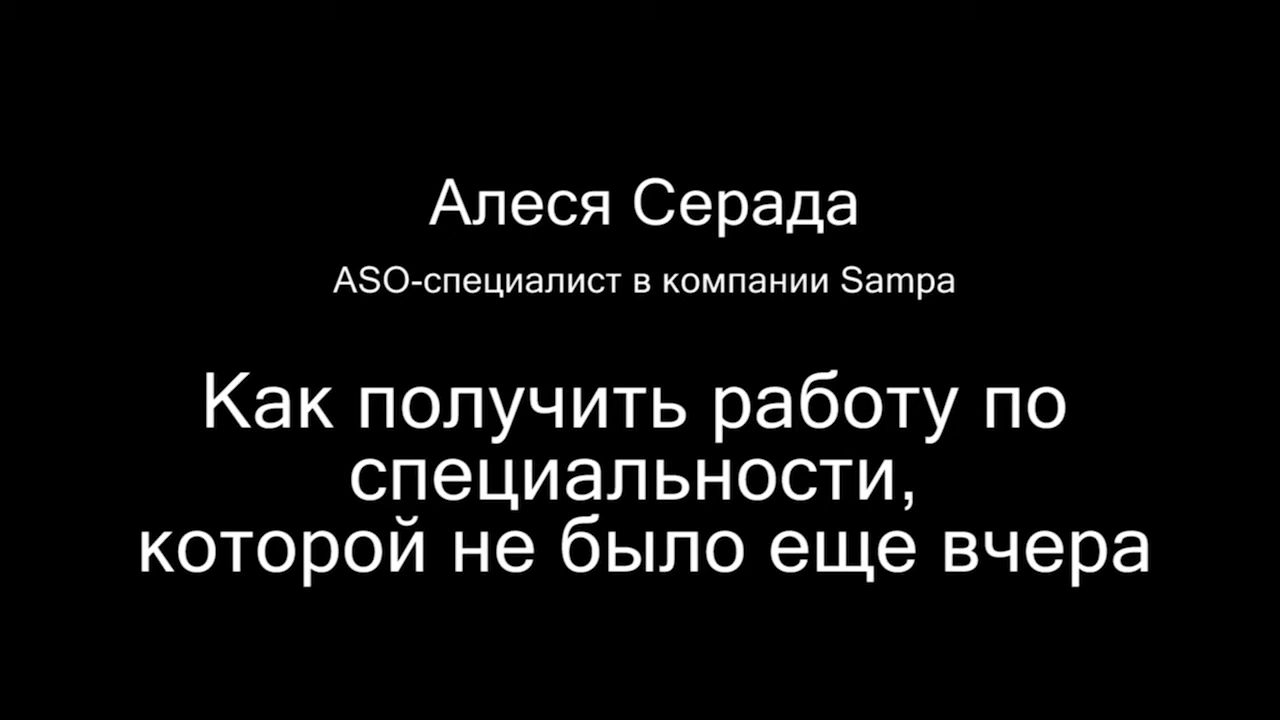 Алеся Серада
ASO-специалист в компании Sampa
Как получить работу по
специальности,
которой не было еще вчера